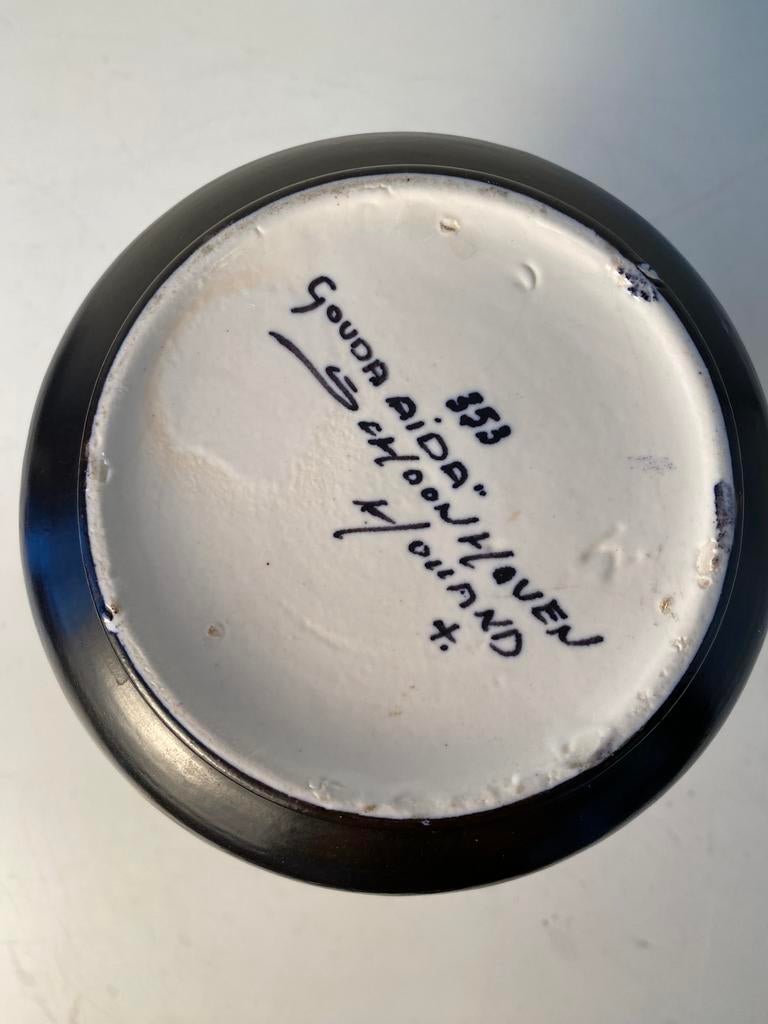 353
GOUDA AiDA"
SCHOONHOVEN
HOLLAND
X.